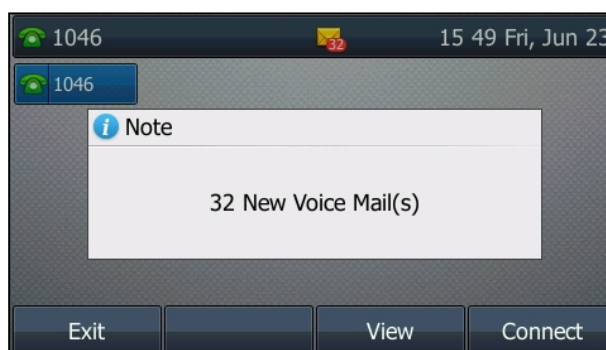 1046 32 15 49 Fri, Jun 23
1046
i Note
32 New Voice Mail(s)
Exit View Connect